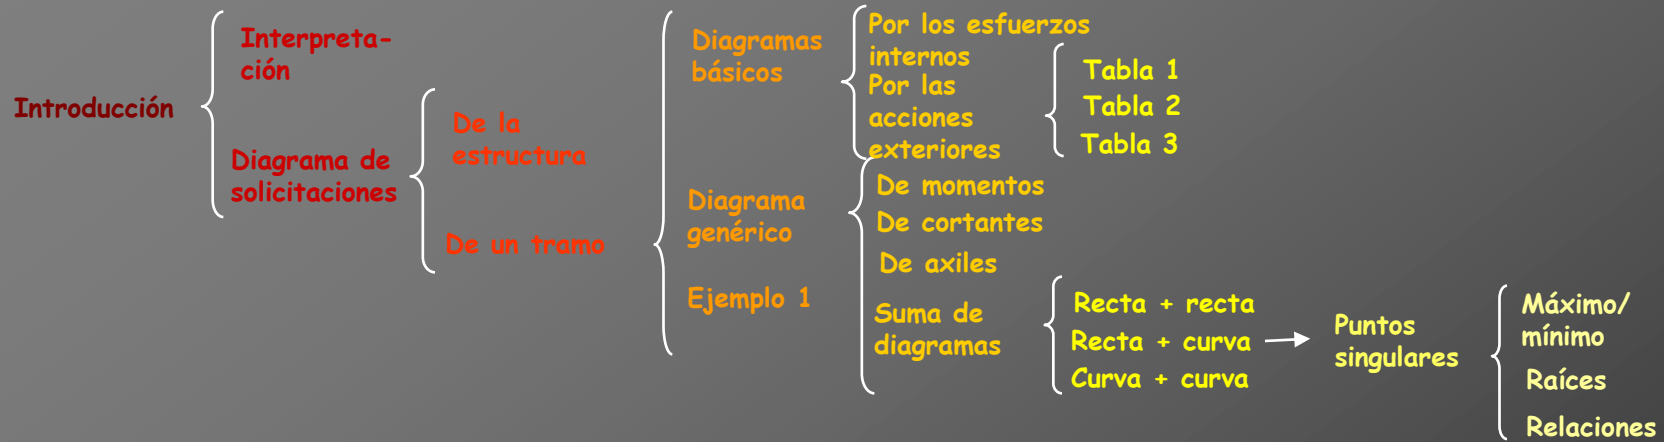 Introducción
Interpreta-
ción
Diagrama de
solicitaciones
De la
estructura
De un tramo
Diagramas
básicos
Diagrama
genérico
Ejemplo 1
Por los esfuerzos
internos
Por las
acciones
exteriores
Tabla 1
Tabla 2
Tabla 3
De momentos
De cortantes
De axiles
Suma de
diagramas
Recta + recta
Recta + curva
Curva + curva
Puntos
singulares
Máximo/
mínimo
Raíces
Relaciones